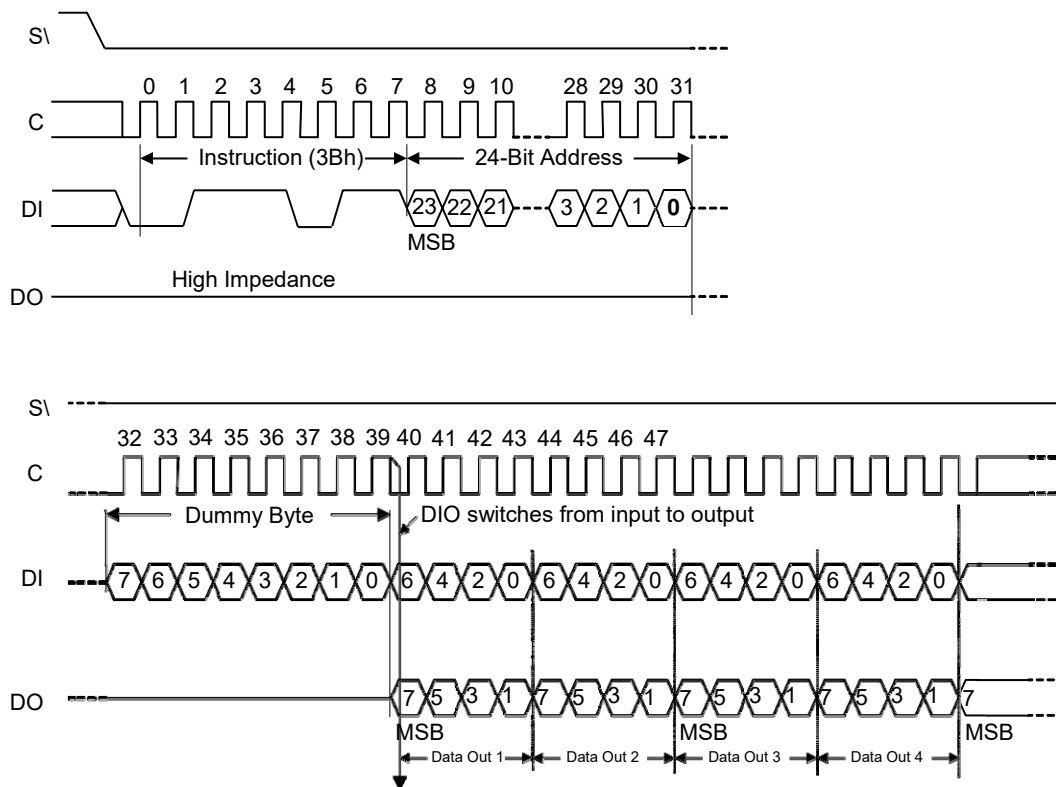 S\
0 1 2 3 4 5 6 7 8 9 10 28 29 30 31
C
Instruction (3Bh) 24-Bit Address
DI 23 22 21 3 2 1 0
MSB
High Impedance
DO
S\
32 33 34 35 36 37 38 39 40 41 42 43 44 45 46 47
C
Dummy Byte DIO switches from input to output
DI 7 6 5 4 3 2 1 0 6 4 2 0 6 4 2 0 6 4 2 0 6 4 2 0
DO 7 5 3 1 7 5 3 1 7 5 3 1 7 5 3 1 7
MSB MSB MSB
Data Out 1 Data Out 2 Data Out 3 Data Out 4